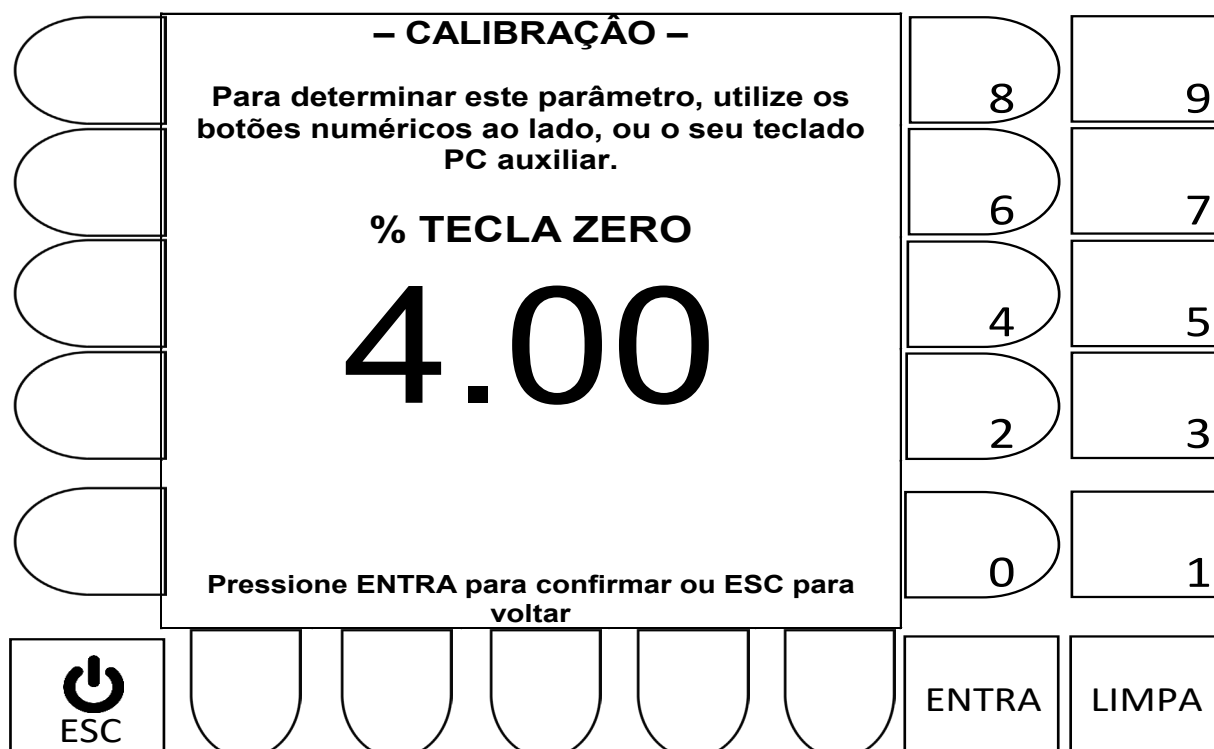 – CALIBRAÇÂO –
Para determinar este parâmetro, utilize os
botões numéricos ao lado, ou o seu teclado
PC auxiliar.
% TECLA ZERO
4.00
Pressione ENTRA para confirmar ou ESC para
voltar
8
9
6
7
4
5
2
3
0
1
ESC
ENTRA
LIMPA